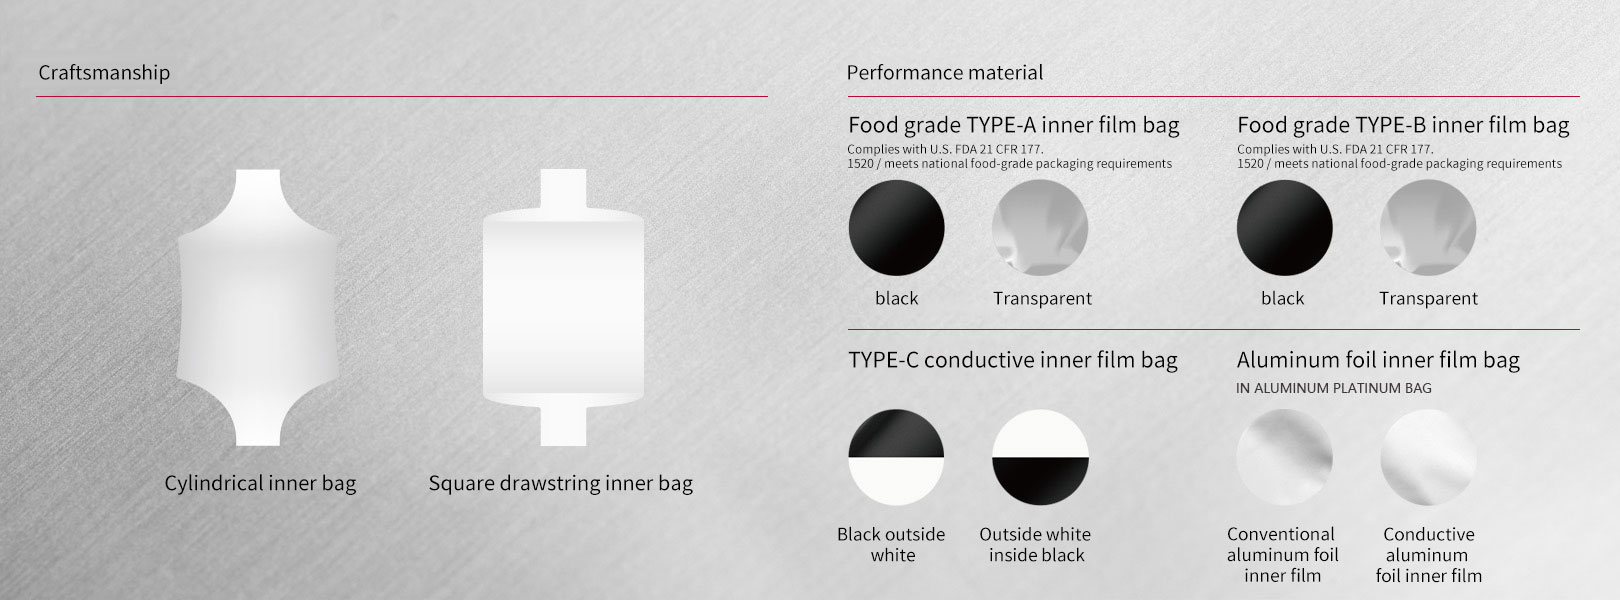 Craftsmanship
Cylindrical inner bag
Square drawstring inner bag
Performance material
Food grade TYPE-A inner film bag
Complies with U.S. FDA 21 CFR 177.
1520 / meets national food-grade packaging requirements
black
Transparent
Food grade TYPE-B inner film bag
Complies with U.S. FDA 21 CFR 177.
1520 / meets national food-grade packaging requirements
black
Transparent
TYPE-C conductive inner film bag
Black outside
white
Outside white
inside black
Aluminum foil inner film bag
IN ALUMINUM PLATINUM BAG
Conventional
aluminum foil
inner film
Conductive
aluminum
foil inner film